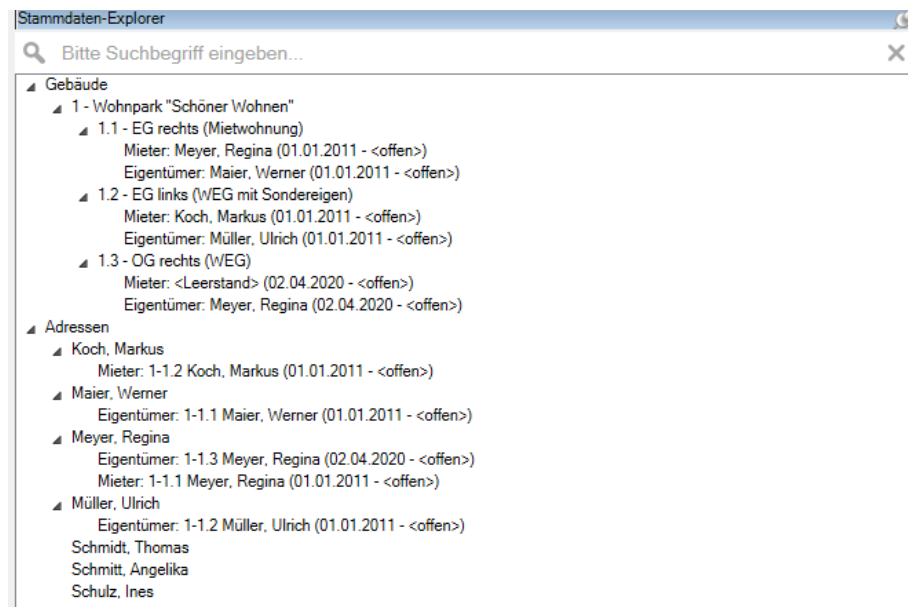 Stammdaten-Explorer
Bitte Suchbegriff eingeben...
Gebäude
1 - Wohnpark "Schöner Wohnen"
1.1 - EG rechts (Mietwohnung)
Mieter: Meyer, Regina (01.01.2011 - <offen>)
Eigentümer: Maier, Werner (01.01.2011 - <offen>)
1.2 - EG links (WEG mit Sondereigen)
Mieter: Koch, Markus (01.01.2011 - <offen>)
Eigentümer: Müller, Ulrich (01.01.2011 - <offen>)
1.3 - OG rechts (WEG)
Mieter: <Leerstand> (02.04.2020 - <offen>)
Eigentümer: Meyer, Regina (02.04.2020 - <offen>)
Adressen
Koch, Markus
Mieter: 1-1.2 Koch, Markus (01.01.2011 - <offen>)
Maier, Werner
Eigentümer: 1-1.1 Maier, Werner (01.01.2011 - <offen>)
Meyer, Regina
Eigentümer: 1-1.3 Meyer, Regina (02.04.2020 - <offen>)
Mieter: 1-1.1 Meyer, Regina (01.01.2011 - <offen>)
Müller, Ulrich
Eigentümer: 1-1.2 Müller, Ulrich (01.01.2011 - <offen>)
Schmidt, Thomas
Schmitt, Angelika
Schulz, Ines